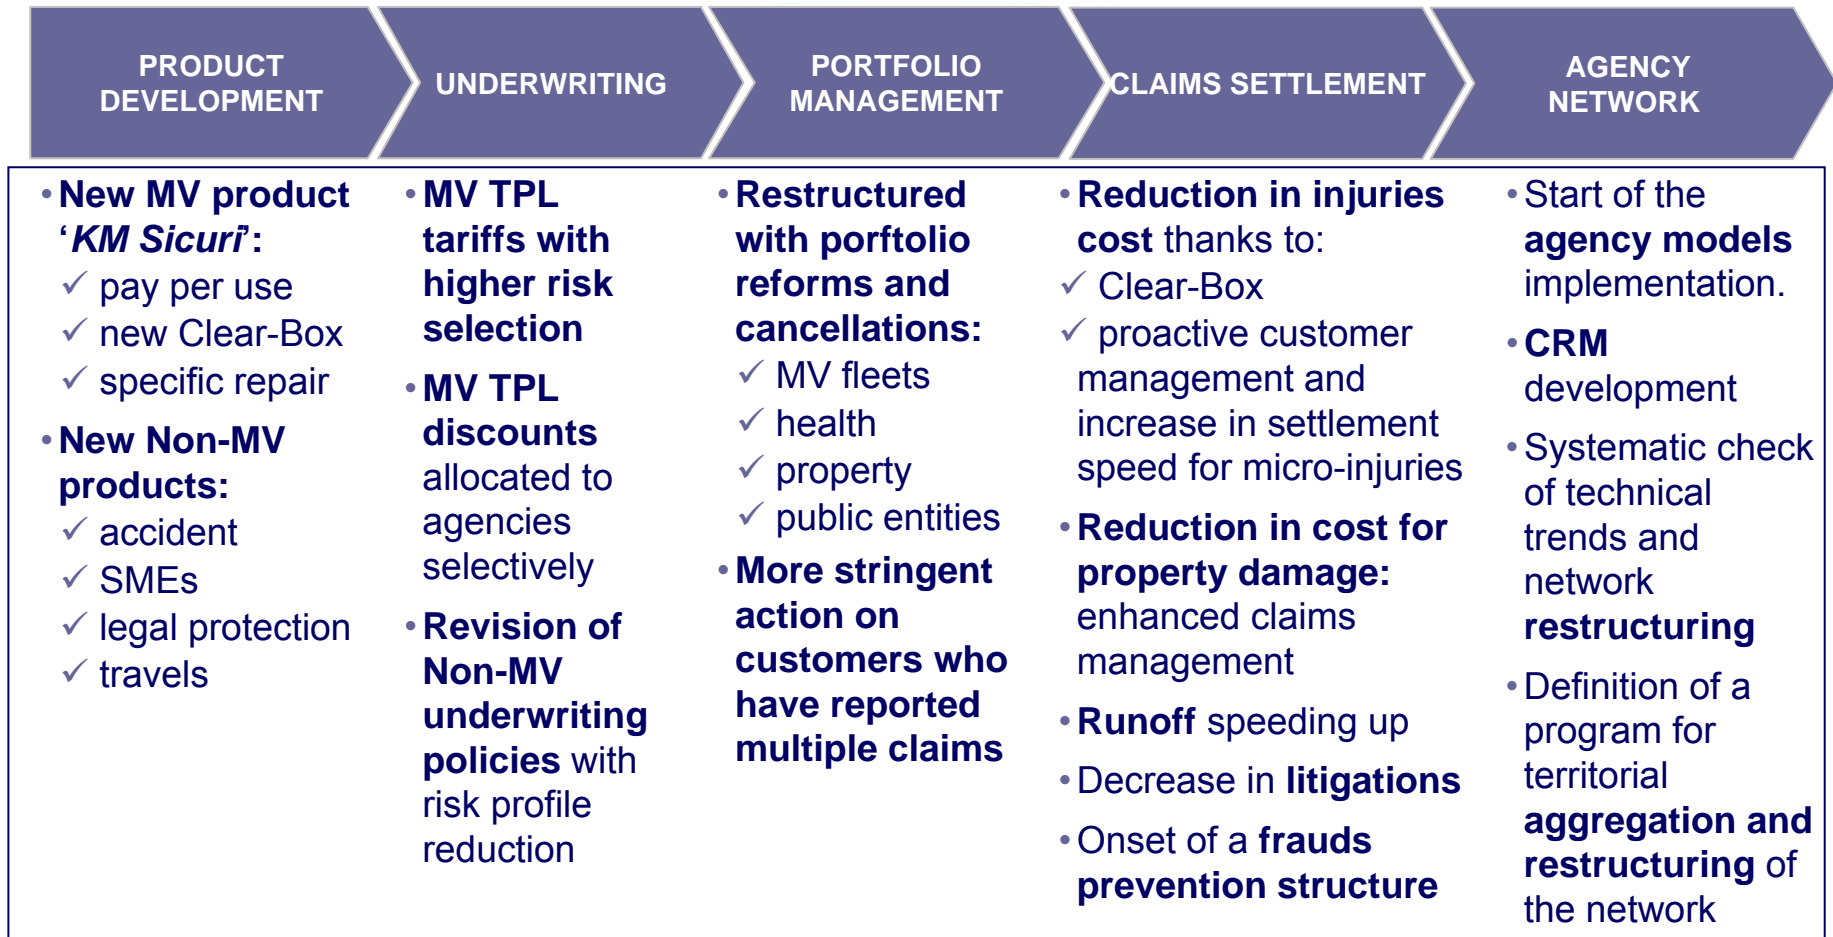 PRODUCT
DEVELOPMENT
UNDERWRITING
PORTFOLIO
MANAGEMENT
CLAIMS SETTLEMENT
AGENCY
NETWORK
• New MV product
‘KM Sicuri’:
✓ pay per use
✓ new Clear-Box
✓ specific repair
• New Non-MV
products:
✓ accident
✓ SMEs
✓ legal protection
✓ travels
• MV TPL
tariffs with
higher risk
selection
• MV TPL
discounts
allocated to
agencies
selectively
• Revision of
Non-MV
underwriting
policies with
risk profile
reduction
• Restructured
with porftolio
reforms and
cancellations:
✓ MV fleets
✓ health
✓ property
✓ public entities
• More stringent
action on
customers who
have reported
multiple claims
• Reduction in injuries
cost thanks to:
✓ Clear-Box
✓ proactive customer
management and
increase in settlement
speed for micro-injuries
• Reduction in cost for
property damage:
enhanced claims
management
• Runoff speeding up
• Decrease in litigations
• Onset of a frauds
prevention structure
• Start of the
agency models
implementation.
• CRM
development
• Systematic check
of technical
trends and
network
restructuring
• Definition of a
program for
territorial
aggregation and
restructuring of
the network